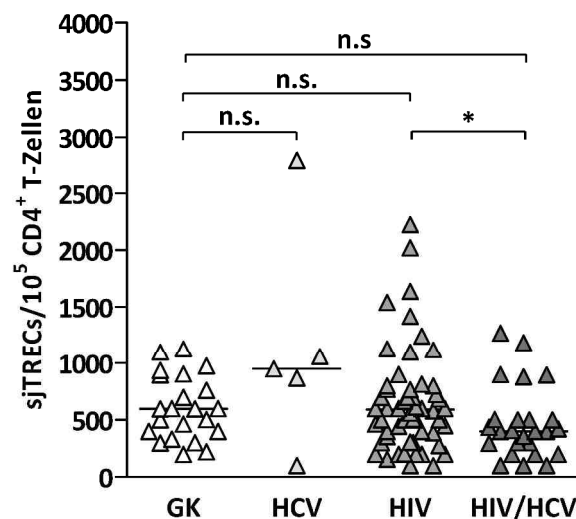 sjTRECs/10⁵ CD4⁺ T-Zellen
4000
3500
3000
2500
2000
1500
1000
500
0
n.s
n.s.
n.s.
*
GK HCV HIV HIV/HCV